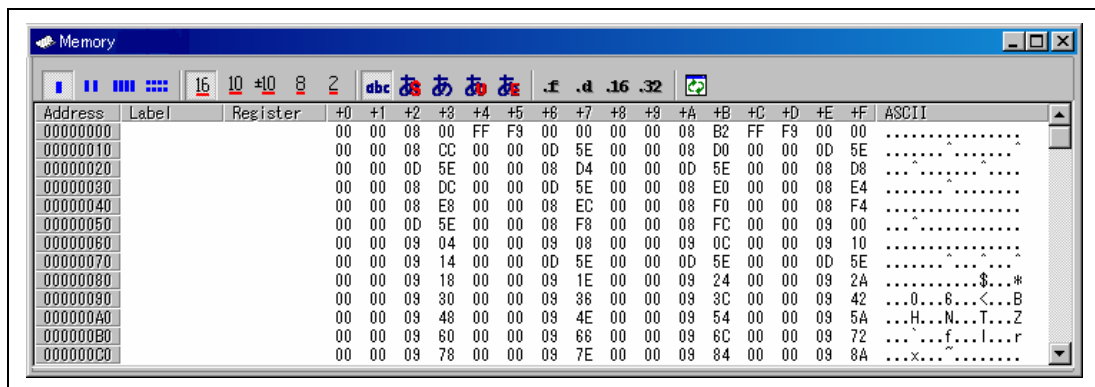 Memory
16 10 ±10 8 2 abc あS あ あU あE .f .d .16 .32
Address Label Register +0 +1 +2 +3 +4 +5 +6 +7 +8 +9 +A +B +C +D +E +F ASCII
00000000 00 00 08 00 FF F9 00 00 00 00 08 B2 FF F9 00 00 ................
00000010 00 00 08 CC 00 00 0D 5E 00 00 08 D0 00 00 0D 5E .......^.......^
00000020 00 00 0D 5E 00 00 08 D4 00 00 0D 5E 00 00 08 D8 ...^.......^....
00000030 00 00 08 DC 00 00 0D 5E 00 00 08 E0 00 00 08 E4 .......^........
00000040 00 00 08 E8 00 00 08 EC 00 00 08 F0 00 00 08 F4 ................
00000050 00 00 0D 5E 00 00 08 F8 00 00 08 FC 00 00 09 00 ...^............
00000060 00 00 09 04 00 00 09 08 00 00 09 0C 00 00 09 10 ................
00000070 00 00 09 14 00 00 0D 5E 00 00 0D 5E 00 00 0D 5E .......^...^...^
00000080 00 00 09 18 00 00 09 1E 00 00 09 24 00 00 09 2A ...........$...*
00000090 00 00 09 30 00 00 09 36 00 00 09 3C 00 00 09 42 ...0...6...<...B
000000A0 00 00 09 48 00 00 09 4E 00 00 09 54 00 00 09 5A ...H...N...T...Z
000000B0 00 00 09 60 00 00 09 66 00 00 09 6C 00 00 09 72 ...`...f...l...r
000000C0 00 00 09 78 00 00 09 7E 00 00 09 84 00 00 09 8A ...x...~........